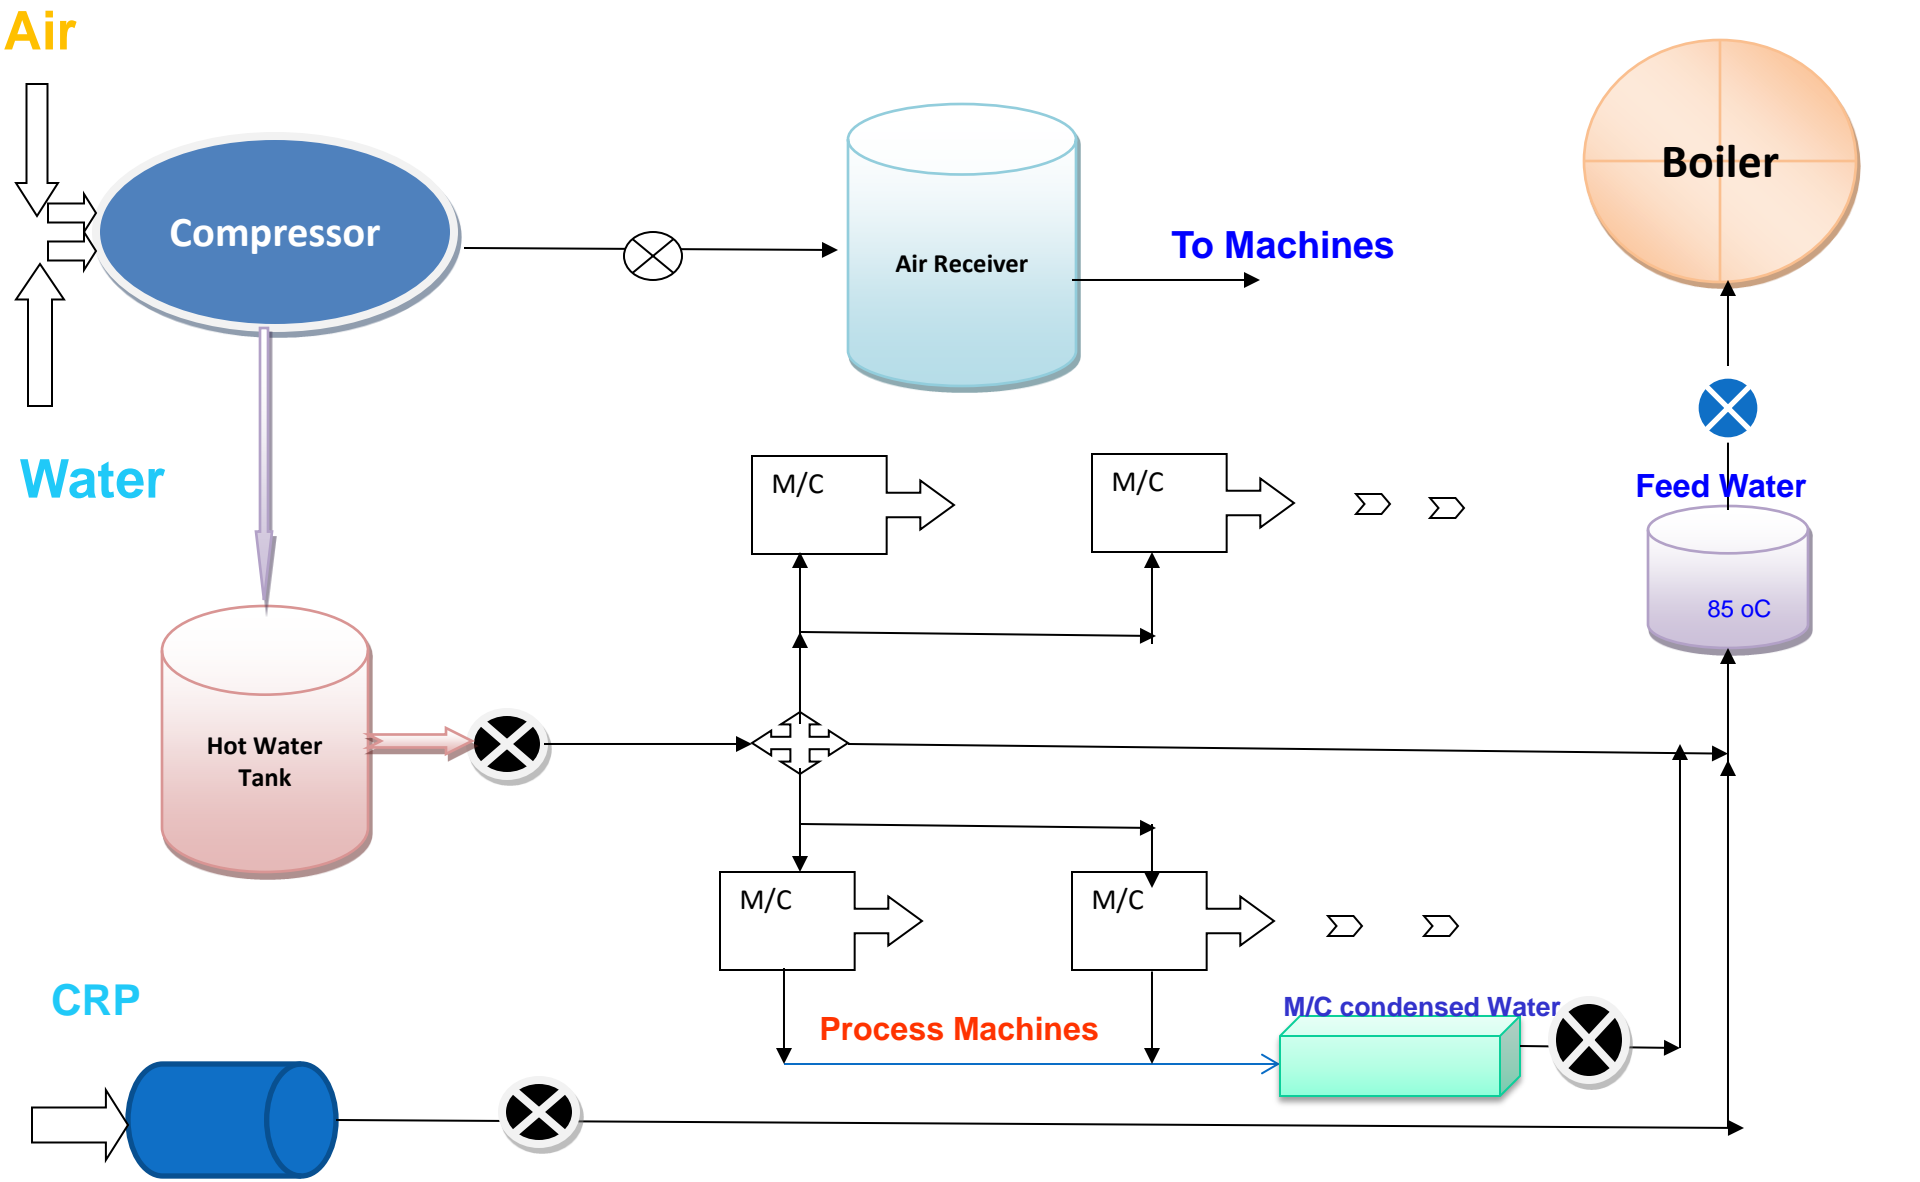 Air
Boiler
Compressor
To Machines
Air Receiver
Water
M/C
M/C
Feed Water
85 oC
Hot Water
Tank
M/C
M/C
CRP
M/C condensed Water
Process Machines